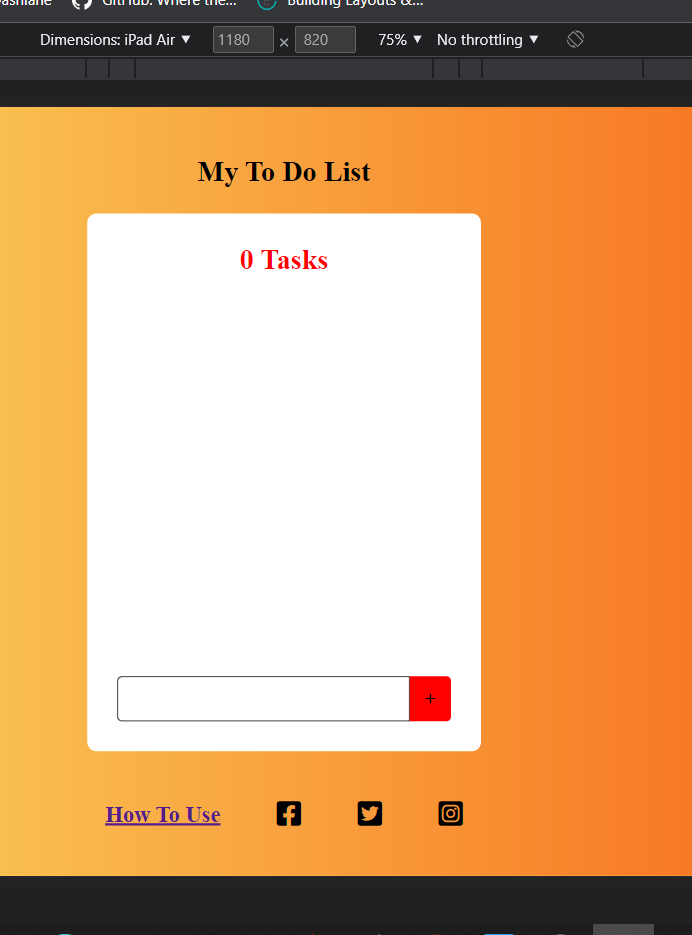 GitHub: Where the... Building Layouts &...
Dimensions: iPad Air ▼ 1180 × 820 75% ▼ No throttling ▼
My To Do List
0 Tasks
+
How To Use